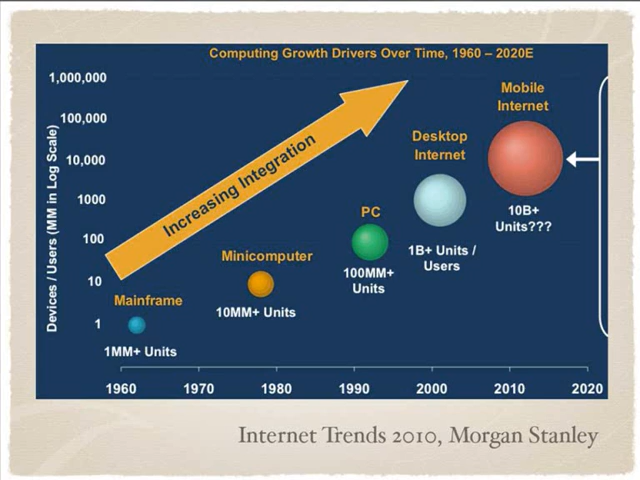 Computing Growth Drivers Over Time, 1960 – 2020E
Devices / Users (MM in Log Scale)
1,000,000
100,000
10,000
1000
100
10
1
Increasing Integration
Mainframe
1MM+ Units
Minicomputer
10MM+ Units
PC
100MM+
Units
Desktop
Internet
1B+ Units /
Users
Mobile
Internet
10B+
Units???
1960
1970
1980
1990
2000
2010
2020
Internet Trends 2010, Morgan Stanley